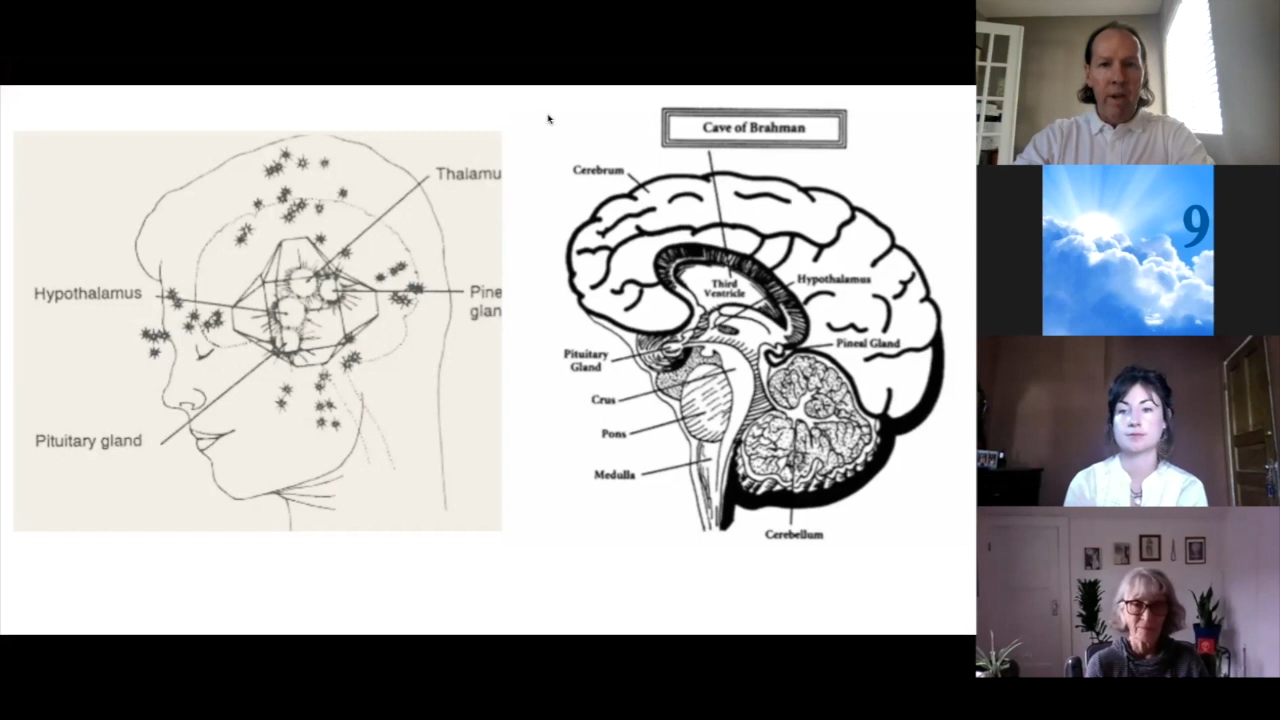 Thalamu
Hypothalamus
Pine
glan
Pituitary gland
Cave of Brahman
Cerebrum
Third
Ventricle
Hypothalamus
Pineal Gland
Pituitary
Gland
Crus
Pons
Medulla
Cerebellum
9